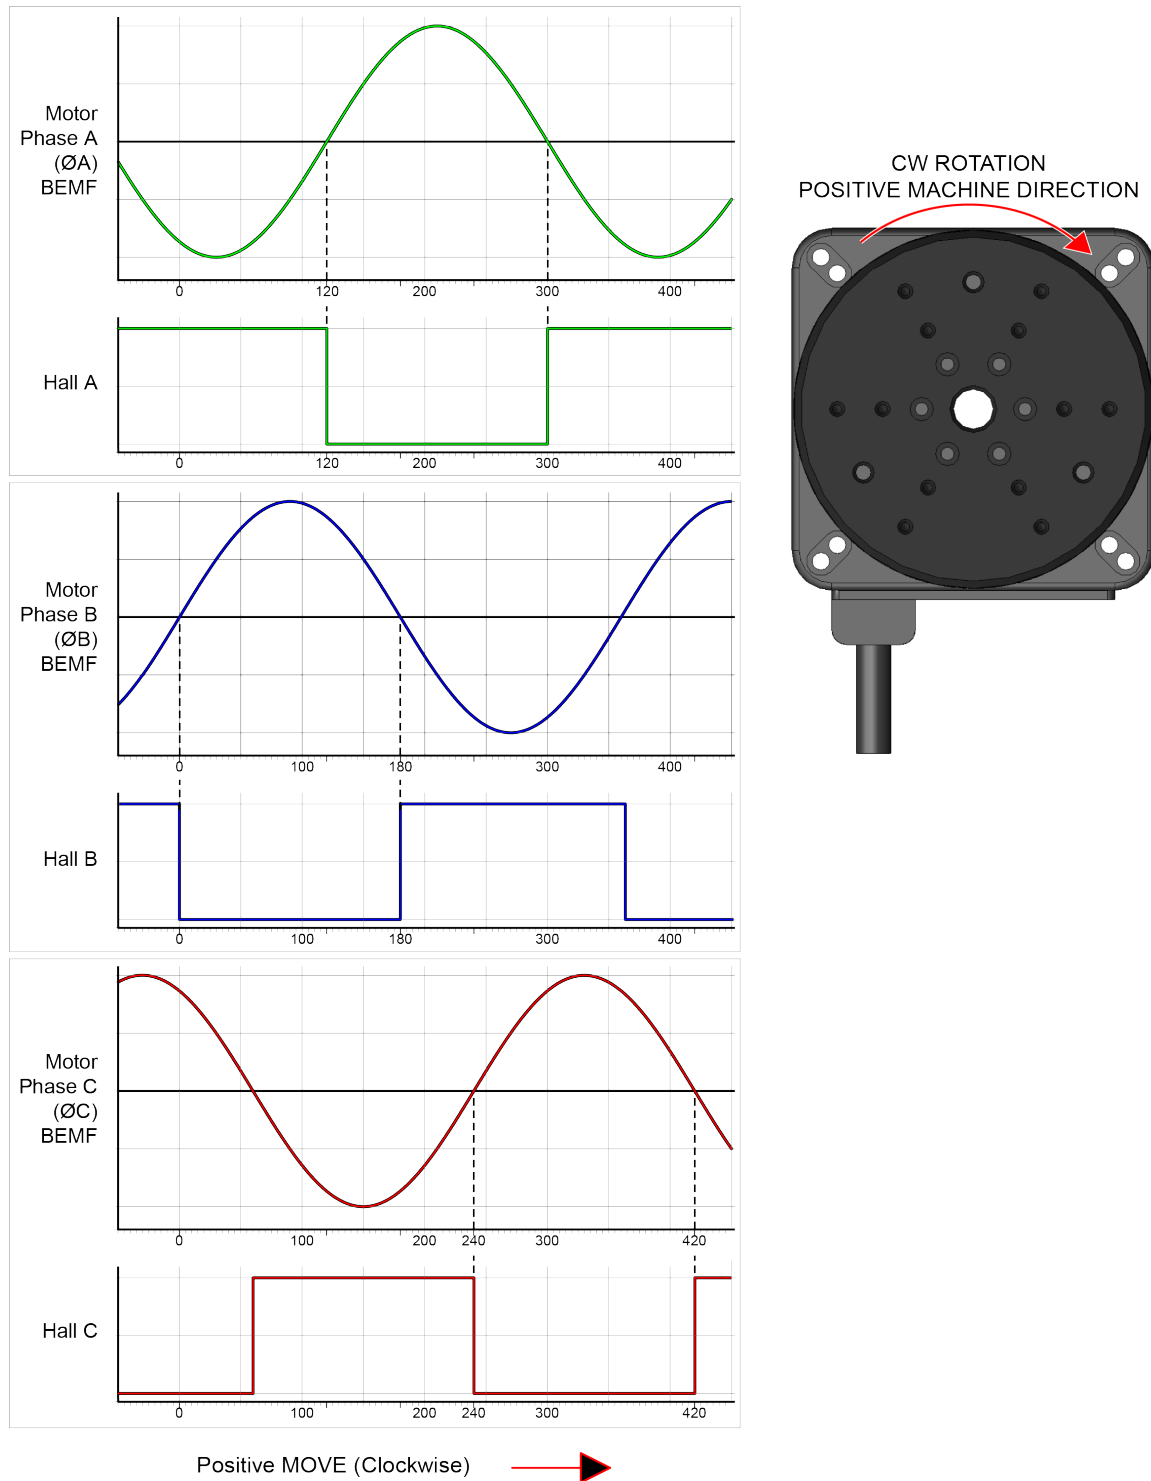 Motor
Phase A
(ØA)
BEMF
0 120 200 300 400
Hall A
0 120 200 300 400
Motor
Phase B
(ØB)
BEMF
0 100 180 300 400
Hall B
0 100 180 300 400
Motor
Phase C
(ØC)
BEMF
0 100 200 240 300 420
Hall C
0 100 200 240 300 420
Positive MOVE (Clockwise)
CW ROTATION
POSITIVE MACHINE DIRECTION